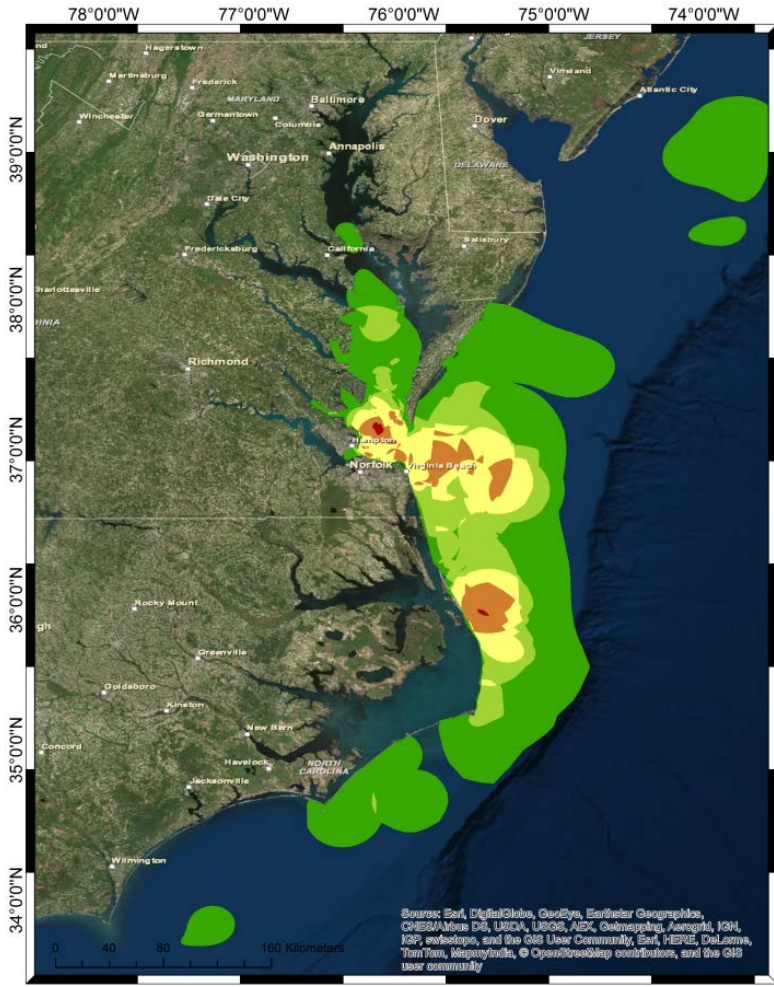 78°0'0"W
77°0'0"W
76°0'0"W
75°0'0"W
74°0'0"W
Hagerstown
JERSEY
Martinsburg
Frederick
Vineland
MARYLAND
Baltimore
Atlantic City
Winchester
Germantown
Columbia
Dover
Annapolis
39°0'0"N
Washington
DELAWARE
Dale City
Salisbury
Fredericksburg
California
38°0'0"N
Charlottesville
HNIA
Richmond
37°0'0"N
Hampton
Norfolk
Virginia Beach
36°0'0"N
Rocky Mount
gh
Greenville
Goldsboro
Kinston
New Bern
35°0'0"N
Concord
Havelock
NORTH
CAROLINA
Jacksonville
34°0'0"N
Wilmington
0 40 80 160 Kilometers
Source: Esri, DigitalGlobe, GeoEye, Earthstar Geographics,
CNES/Airbus DS, USDA, USGS, AEX, Getmapping, Aerogrid, IGN,
IGP, swisstopo, and the GIS User Community, Esri, HERE, DeLorme,
TomTom, MapmyIndia, © OpenStreetMap contributors, and the GIS
user community